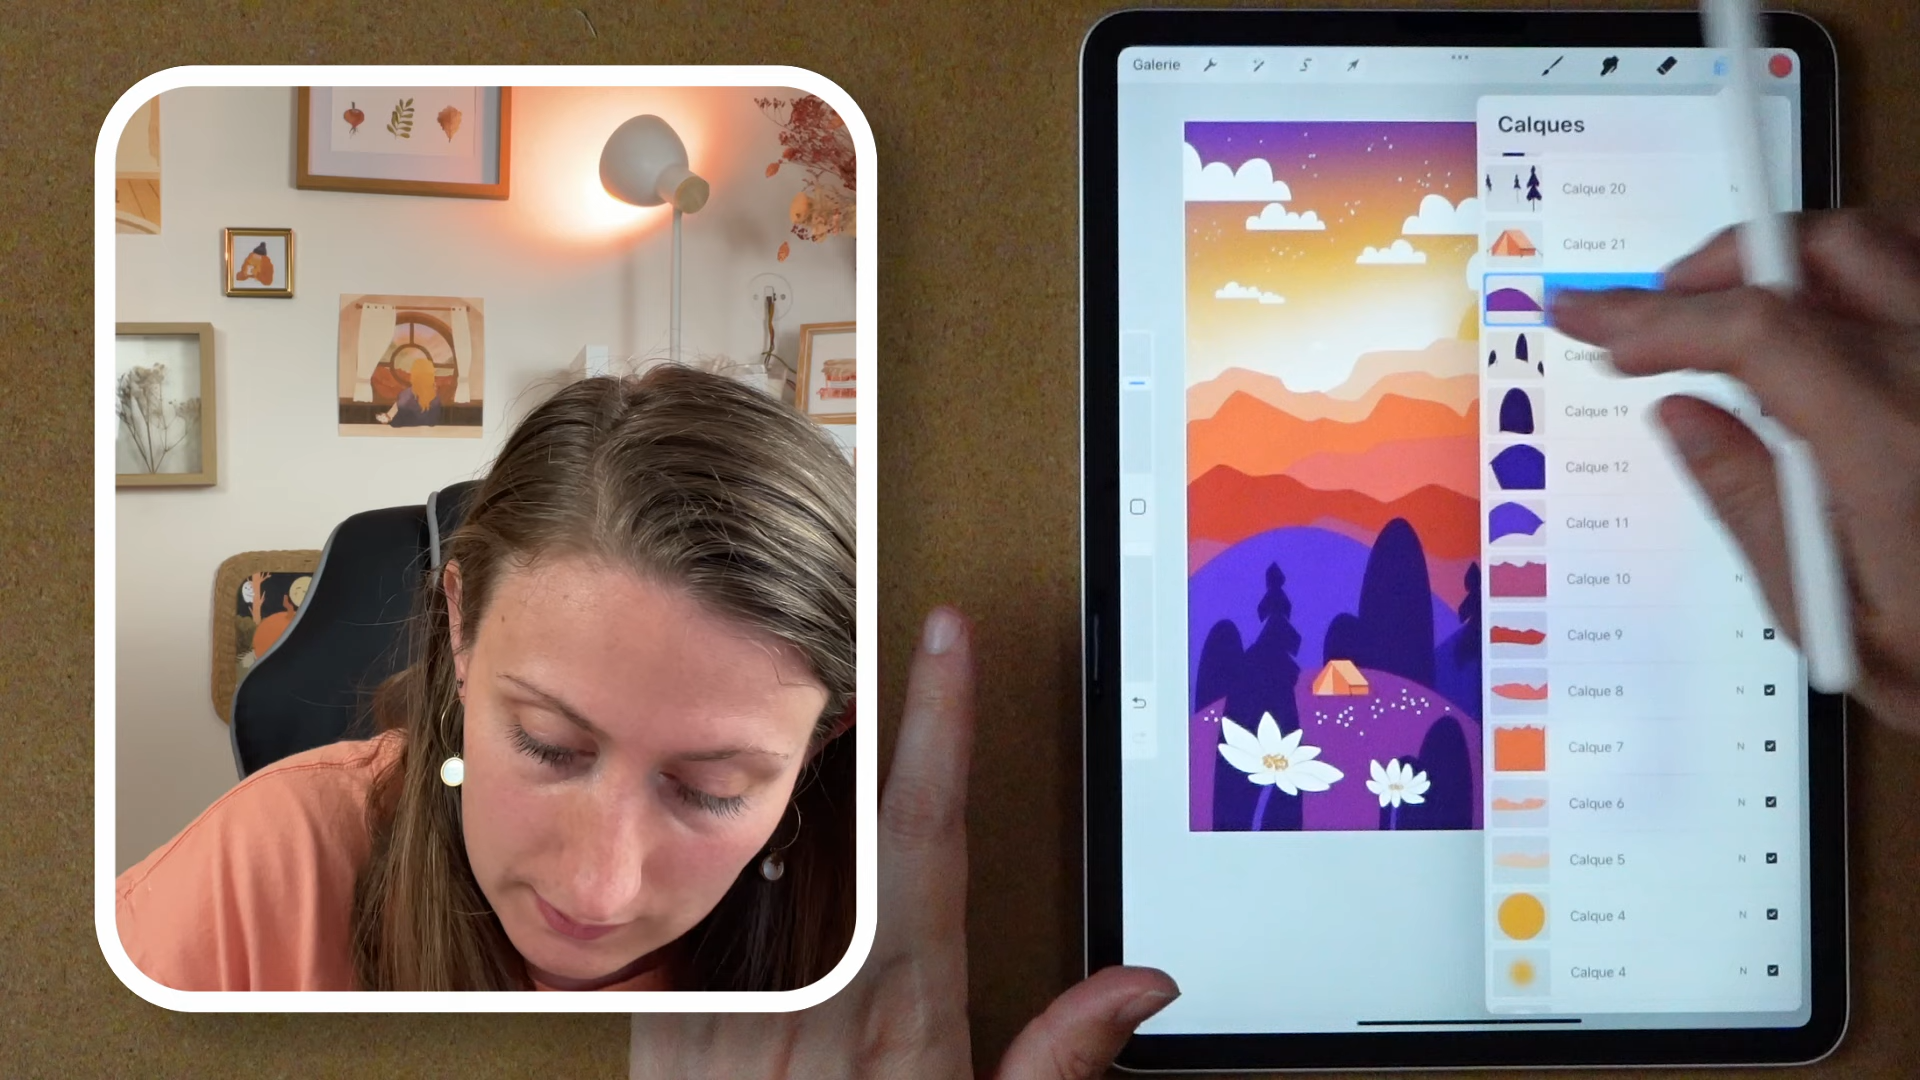 Galerie
Calques
Calque 20
N
Calque 21
Calque 19
Calque 12
Calque 11
Calque 10
N
Calque 9
N
Calque 8
N
Calque 7
N
Calque 6
N
Calque 5
N
Calque 4
N
Calque 4
N